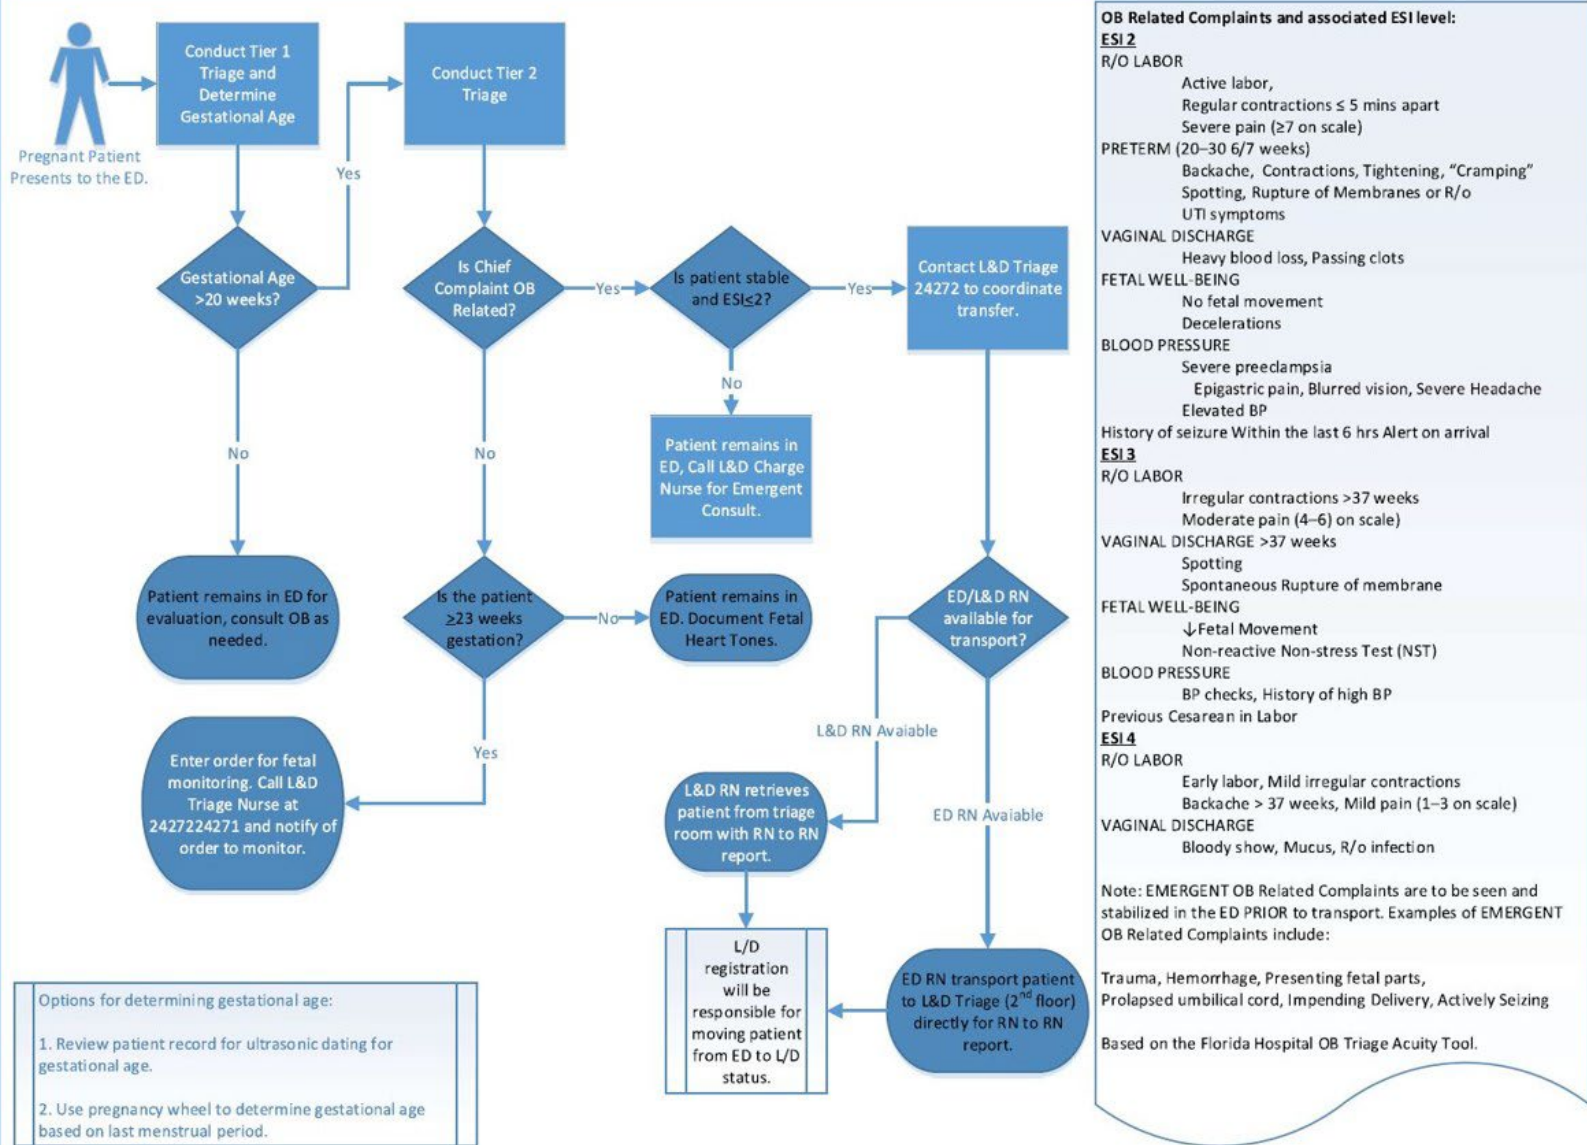 Pregnant Patient
Presents to the ED.
Conduct Tier 1
Triage and
Determine
Gestational Age
Yes
Conduct Tier 2
Triage
Gestational Age
>20 weeks?
No
Patient remains in ED for
evaluation, consult OB as
needed.
Is Chief
Complaint OB
Related?
Yes
Is patient stable
and ESI≤2?
Yes
Contact L&D Triage
24272 to coordinate
transfer.
No
Patient remains in
ED, Call L&D Charge
Nurse for Emergent
Consult.
No
Is the patient
≥23 weeks
gestation?
No
Patient remains in
ED. Document Fetal
Heart Tones.
Yes
Enter order for fetal
monitoring. Call L&D
Triage Nurse at
2427224271 and notify of
order to monitor.
ED/L&D RN
available for
transport?
L&D RN Avaiable
L&D RN retrieves
patient from triage
room with RN to RN
report.
ED RN Avaiable
ED RN transport patient
to L&D Triage (2nd floor)
directly for RN to RN
report.
L/D
registration
will be
responsible for
moving patient
from ED to L/D
status.
Options for determining gestational age:
1. Review patient record for ultrasonic dating for
gestational age.
2. Use pregnancy wheel to determine gestational age
based on last menstrual period.
OB Related Complaints and associated ESI level:
ESI 2
R/O LABOR
Active labor,
Regular contractions ≤ 5 mins apart
Severe pain (≥7 on scale)
PRETERM (20–30 6/7 weeks)
Backache, Contractions, Tightening, “Cramping”
Spotting, Rupture of Membranes or R/o
UTI symptoms
VAGINAL DISCHARGE
Heavy blood loss, Passing clots
FETAL WELL-BEING
No fetal movement
Decelerations
BLOOD PRESSURE
Severe preeclampsia
Epigastric pain, Blurred vision, Severe Headache
Elevated BP
History of seizure Within the last 6 hrs Alert on arrival
ESI 3
R/O LABOR
Irregular contractions >37 weeks
Moderate pain (4–6) on scale)
VAGINAL DISCHARGE >37 weeks
Spotting
Spontaneous Rupture of membrane
FETAL WELL-BEING
↓Fetal Movement
Non-reactive Non-stress Test (NST)
BLOOD PRESSURE
BP checks, History of high BP
Previous Cesarean in Labor
ESI 4
R/O LABOR
Early labor, Mild irregular contractions
Backache > 37 weeks, Mild pain (1–3 on scale)
VAGINAL DISCHARGE
Bloody show, Mucus, R/o infection
Note: EMERGENT OB Related Complaints are to be seen and
stabilized in the ED PRIOR to transport. Examples of EMERGENT
OB Related Complaints include:
Trauma, Hemorrhage, Presenting fetal parts,
Prolapsed umbilical cord, Impending Delivery, Actively Seizing
Based on the Florida Hospital OB Triage Acuity Tool.